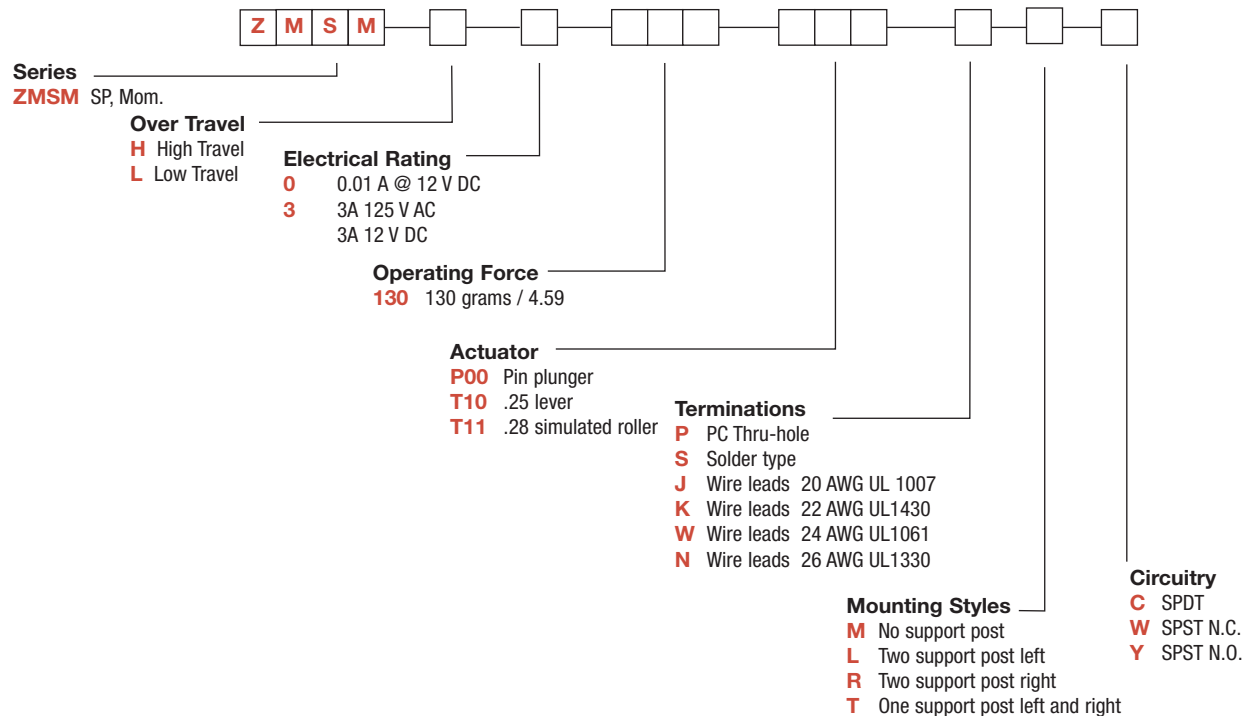 Z M S M
Series
ZMSM SP, Mom.
Over Travel
H High Travel
L Low Travel
Electrical Rating
0 0.01 A @ 12 V DC
3 3A 125 V AC
3A 12 V DC
Operating Force
130 130 grams / 4.59
Actuator
P00 Pin plunger
T10 .25 lever
T11 .28 simulated roller
Terminations
P PC Thru-hole
S Solder type
J Wire leads 20 AWG UL 1007
K Wire leads 22 AWG UL1430
W Wire leads 24 AWG UL1061
N Wire leads 26 AWG UL1330
Mounting Styles
M No support post
L Two support post left
R Two support post right
T One support post left and right
Circuitry
C SPDT
W SPST N.C.
Y SPST N.O.